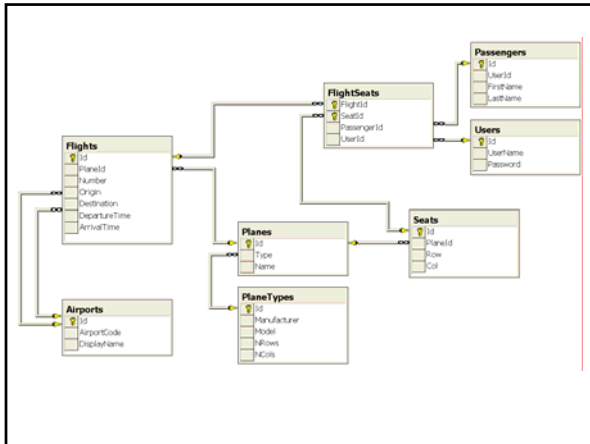 Passengers
Id
UserId
FirstName
LastName
FlightSeats
FlightId
SeatId
PassengerId
UserId
Users
Id
UserName
Password
Flights
Id
PlaneId
Number
Origin
Destination
DepartureTime
ArrivalTime
Planes
Id
Type
Name
Seats
Id
PlaneId
Row
Col
PlaneTypes
Id
Manufacturer
Model
NRows
NCols
Airports
Id
AirportCode
DisplayName